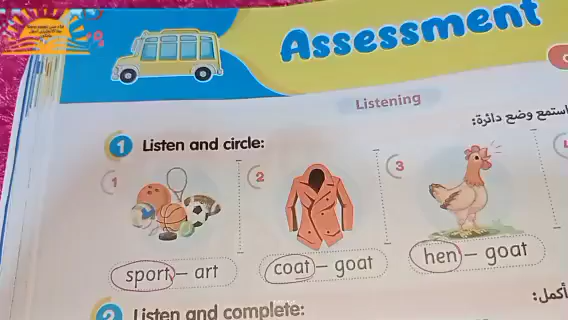 Assessment
Listening
استمع وضع دائرة:
1 Listen and circle:
1
2
3
sport – art
coat – goat
hen – goat
2 Listen and complete:
أكمل: